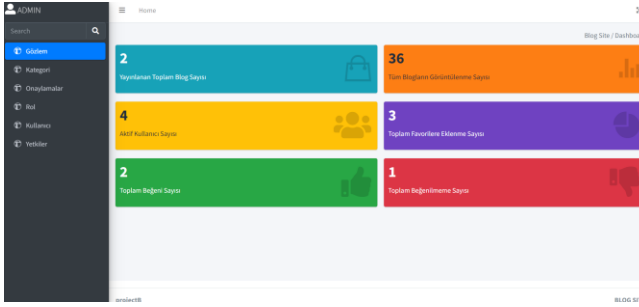 ADMIN
Home
Search
Blog Site / Dashboa
Gözlem
Kategori
Onaylamalar
Rol
Kullanıcı
Yetkiler
2
Yayınlanan Toplam Blog Sayısı
36
Tüm Blogların Görüntülenme Sayısı
4
Aktif Kullanıcı Sayısı
3
Toplam Favorilere Eklenme Sayısı
2
Toplam Beğeni Sayısı
1
Toplam Beğenilmeme Sayısı
projectB
BLOG SI